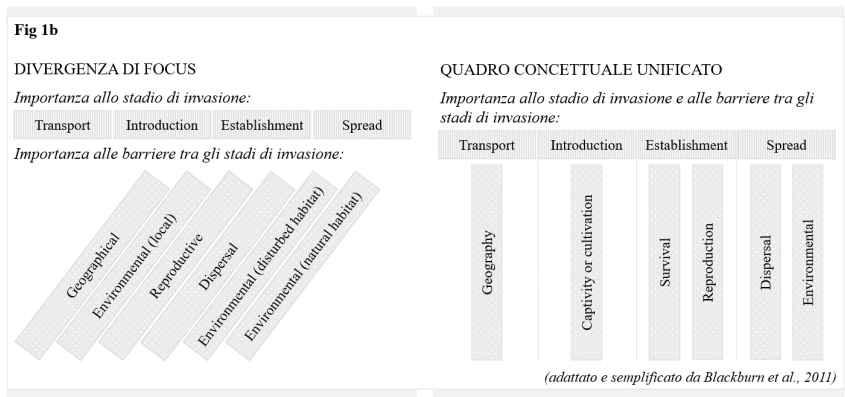 Fig 1b
DIVERGENZA DI FOCUS
Importanza allo stadio di invasione:
Transport
Introduction
Establishment
Spread
Importanza alle barriere tra gli stadi di invasione:
Geographical
Environmental (local)
Reproductive
Dispersal
Environmental (disturbed habitat)
Environmental (natural habitat)
QUADRO CONCETTUALE UNIFICATO
Importanza allo stadio di invasione e alle barriere tra gli
stadi di invasione:
Transport
Introduction
Establishment
Spread
Geography
Captivity or cultivation
Survival
Reproduction
Dispersal
Environmental
(adattato e semplificato da Blackburn et al., 2011)